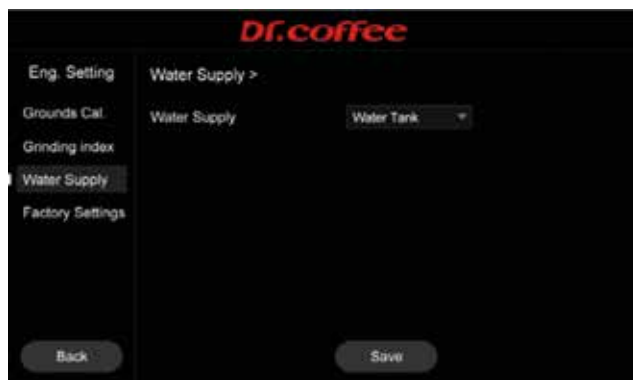 Dr.coffee
Eng. Setting
Grounds Cal.
Grinding index
Water Supply
Factory Settings
Back
Water Supply >
Water Supply
Water Tank
Save